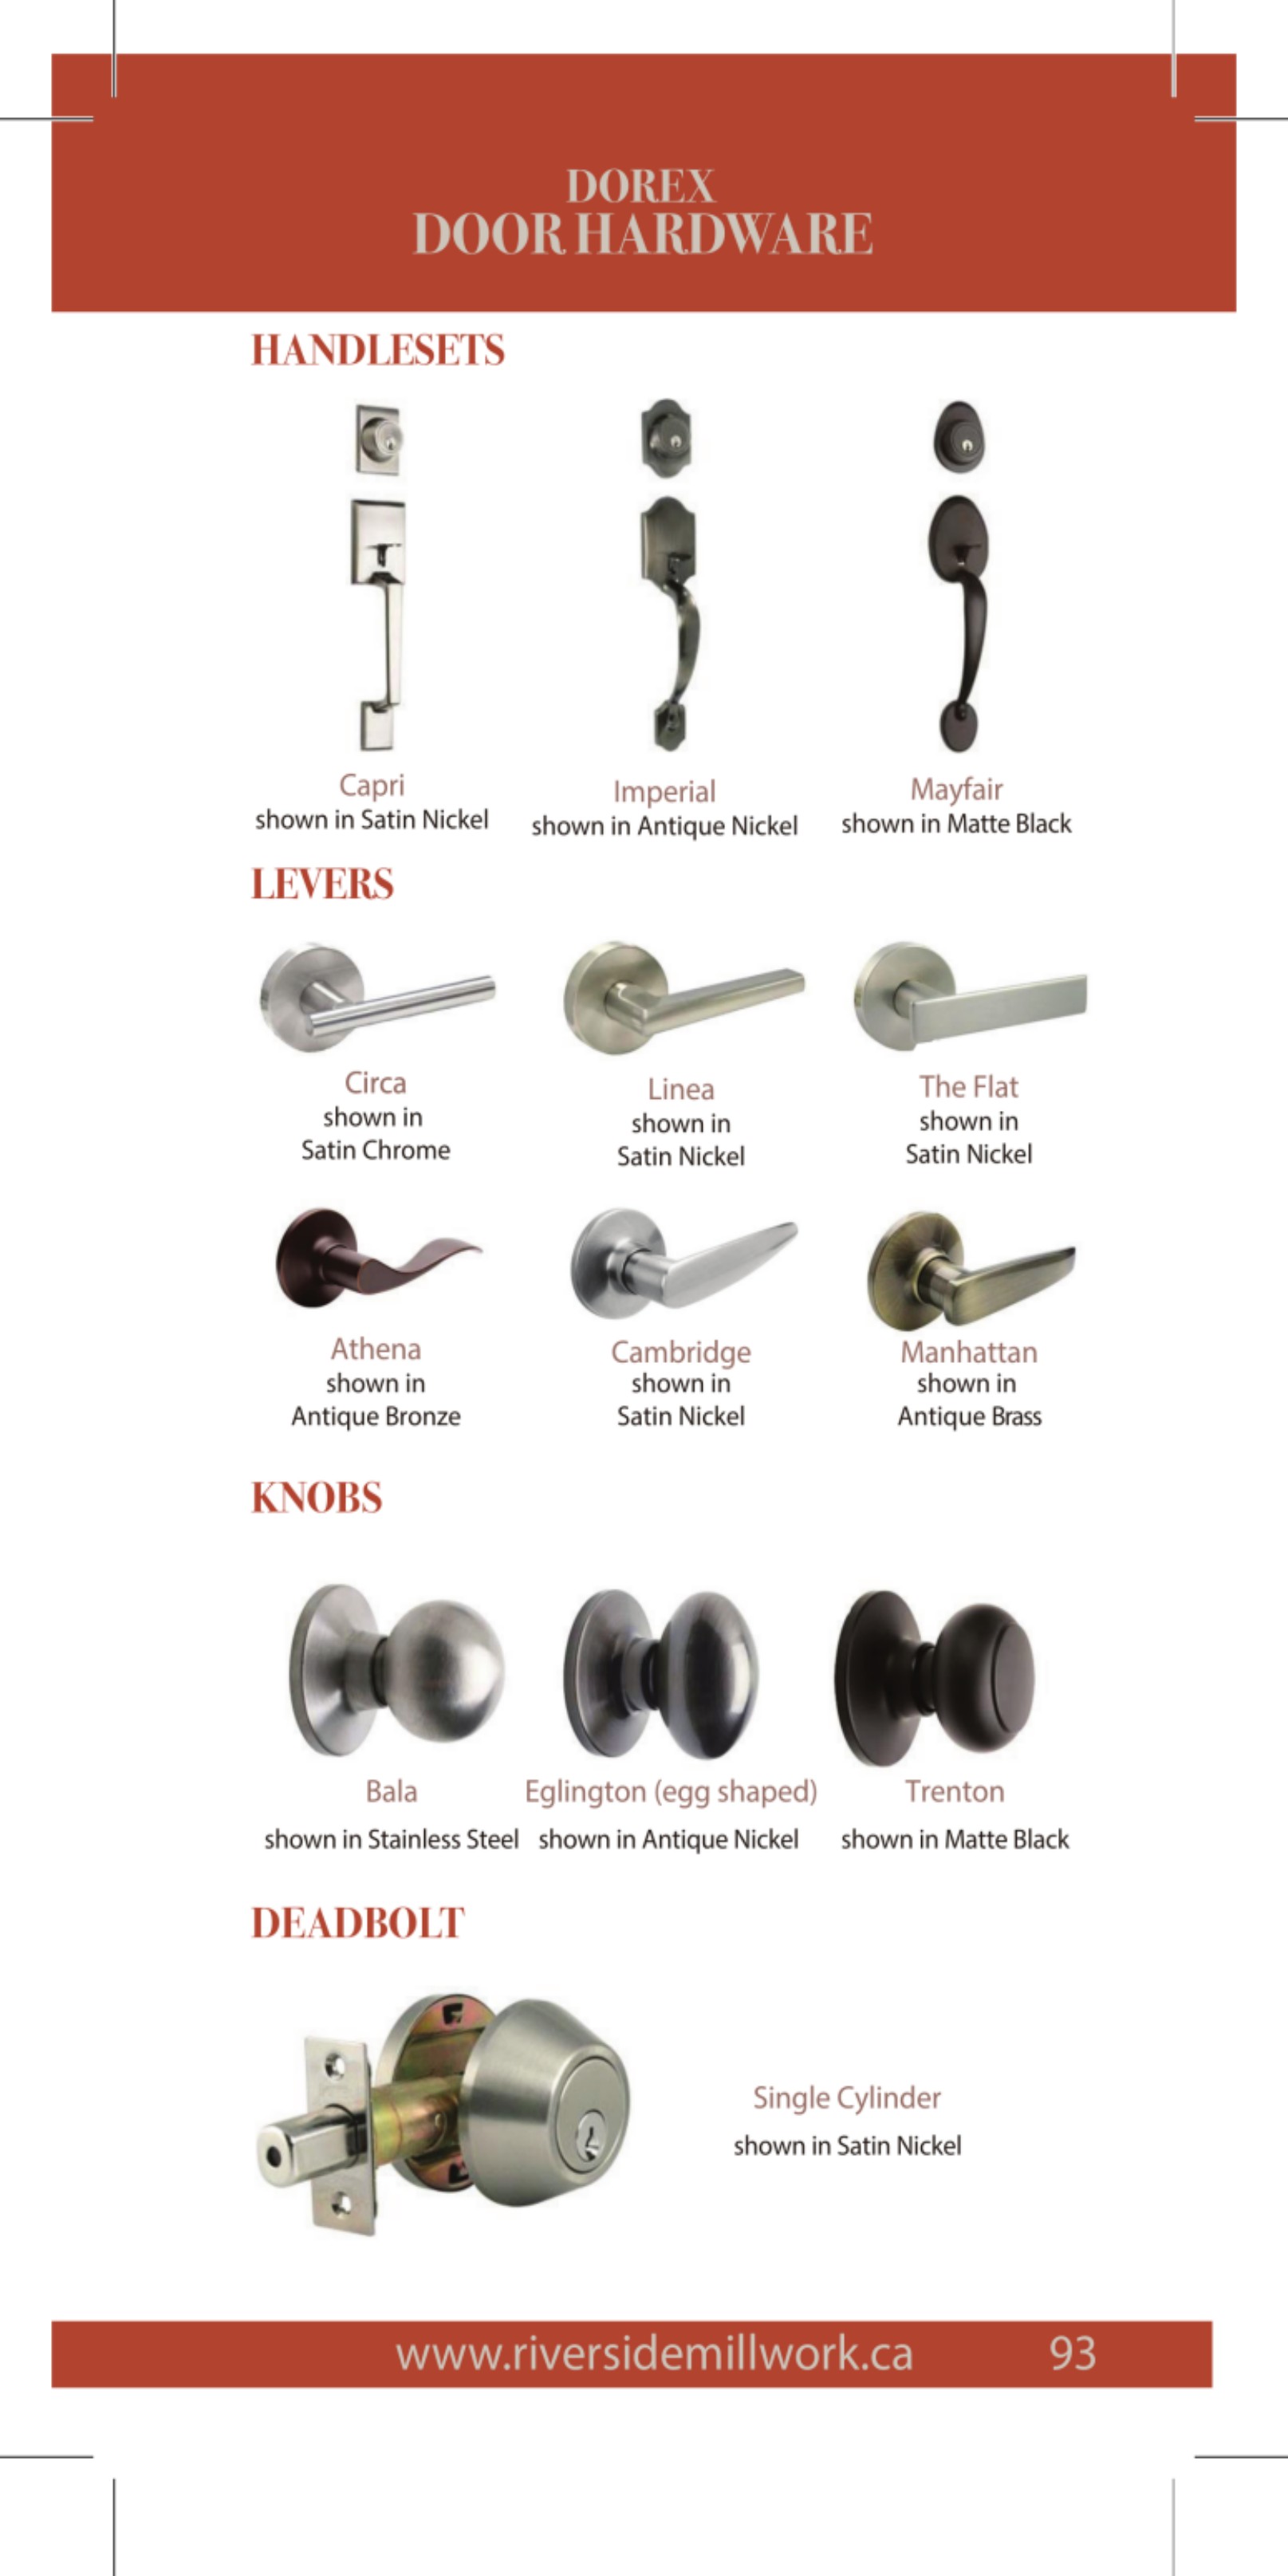 DOREX
DOOR HARDWARE
HANDLESETS
Capri
shown in Satin Nickel
Imperial
shown in Antique Nickel
Mayfair
shown in Matte Black
LEVERS
Circa
shown in
Satin Chrome
Linea
shown in
Satin Nickel
The Flat
shown in
Satin Nickel
Athena
shown in
Antique Bronze
Cambridge
shown in
Satin Nickel
Manhattan
shown in
Antique Brass
KNOBS
Bala
shown in Stainless Steel
Eglington (egg shaped)
shown in Antique Nickel
Trenton
shown in Matte Black
DEADBOLT
Single Cylinder
shown in Satin Nickel
www.riversidemillwork.ca
93